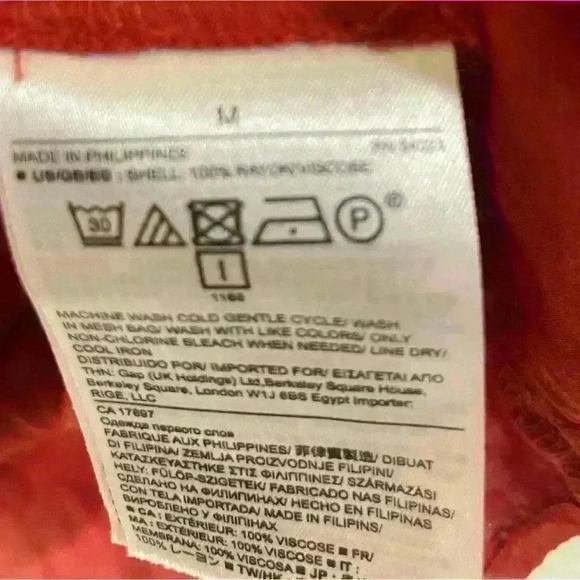 M
MADE IN PHILIPPINES
■ US/GB/EG : SHELL: 100% RAYON/VISCOSE
30 P ®
I
MACHINE WASH COLD GENTLE CYCLE/ WASH
IN MESH BAG/ WASH WITH LIKE COLORS/ ONLY
NON-CHLORINE BLEACH WHEN NEEDED/ LINE DRY/
COOL IRON
DISTRIBUIDO POR/ IMPORTED FOR/ ΕΙΣΑΓΕΤΑΙ ΑΠΟ
THN: Gap (UK Holdings) Ltd,Berkeley Square House,
Berkeley Square, London W1J 6BS Egypt Importer:
RIGE, LLC
CA 17897
Одежда первого слоя
FABRIQUE AUX PHILIPPINES/ 菲律賓製造/ DIBUAT
DI FILIPINA/ ZEMLJA PROIZVODNJE FILIPINI/
ΚΑΤΑΣΚΕΥΑΣΤΗΚΕ ΣΤΙΣ ΦΙΛΙΠΠΙΝΕΣ/ SZÁRMAZÁSI
HELY: FÜLÖP-SZIGETEK/ FABRICADO NAS FILIPINAS/
СДЕЛАНО НА ФИЛИПИНАХ/ HECHO EN FILIPINAS
CON TELA IMPORTADA/ MADE IN FILIPINS/
ВИРОБЛЕНО У ФІЛІППІНАХ
■ CA : EXTÉRIEUR: 100% VISCOSE ■ FR/
MA : EXTÉRIEUR: 100% VISCOSE ■ IT :
MEMBRANA: 100% VISCOSA ■ JP :
100% レーヨン ■ TW/HK